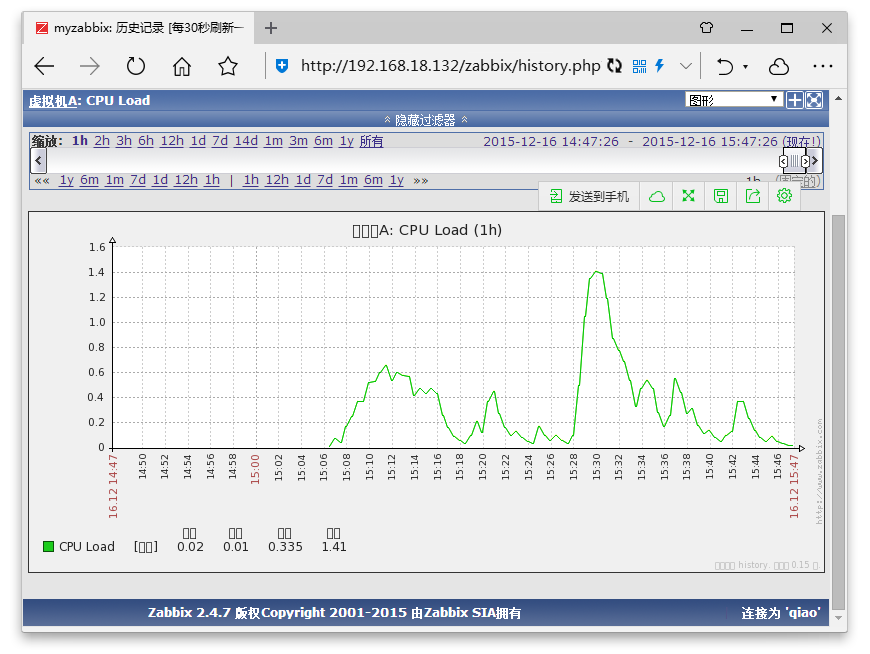 myzabbix: 历史记录 [每30秒刷新一
http://192.168.18.132/zabbix/history.php
虚拟机A: CPU Load
图形
隐藏过滤器
缩放: 1h 2h 3h 6h 12h 1d 7d 14d 1m 3m 6m 1y 所有 2015-12-16 14:47:26 - 2015-12-16 15:47:26 (现在!)
«« 1y 6m 1m 7d 1d 12h 1h | 1h 12h 1d 7d 1m 6m 1y »» 1h (固定的)
发送到手机
□□□A: CPU Load (1h)
1.6
1.4
1.2
1.0
0.8
0.6
0.4
0.2
0
16.12 14:47 14:50 14:52 14:54 14:56 14:58 15:00 15:02 15:04 15:06 15:08 15:10 15:12 15:14 15:16 15:18 15:20 15:22 15:24 15:26 15:28 15:30 15:32 15:34 15:36 15:38 15:40 15:42 15:44 15:46 16.12 15:47
http://www.zabbix.com
□□ □□ □□ □□
CPU Load [□□] 0.02 0.01 0.335 1.41
□□□□ history. □□□ 0.15 □.
Zabbix 2.4.7 版权Copyright 2001-2015 由Zabbix SIA拥有 连接为 'qiao'